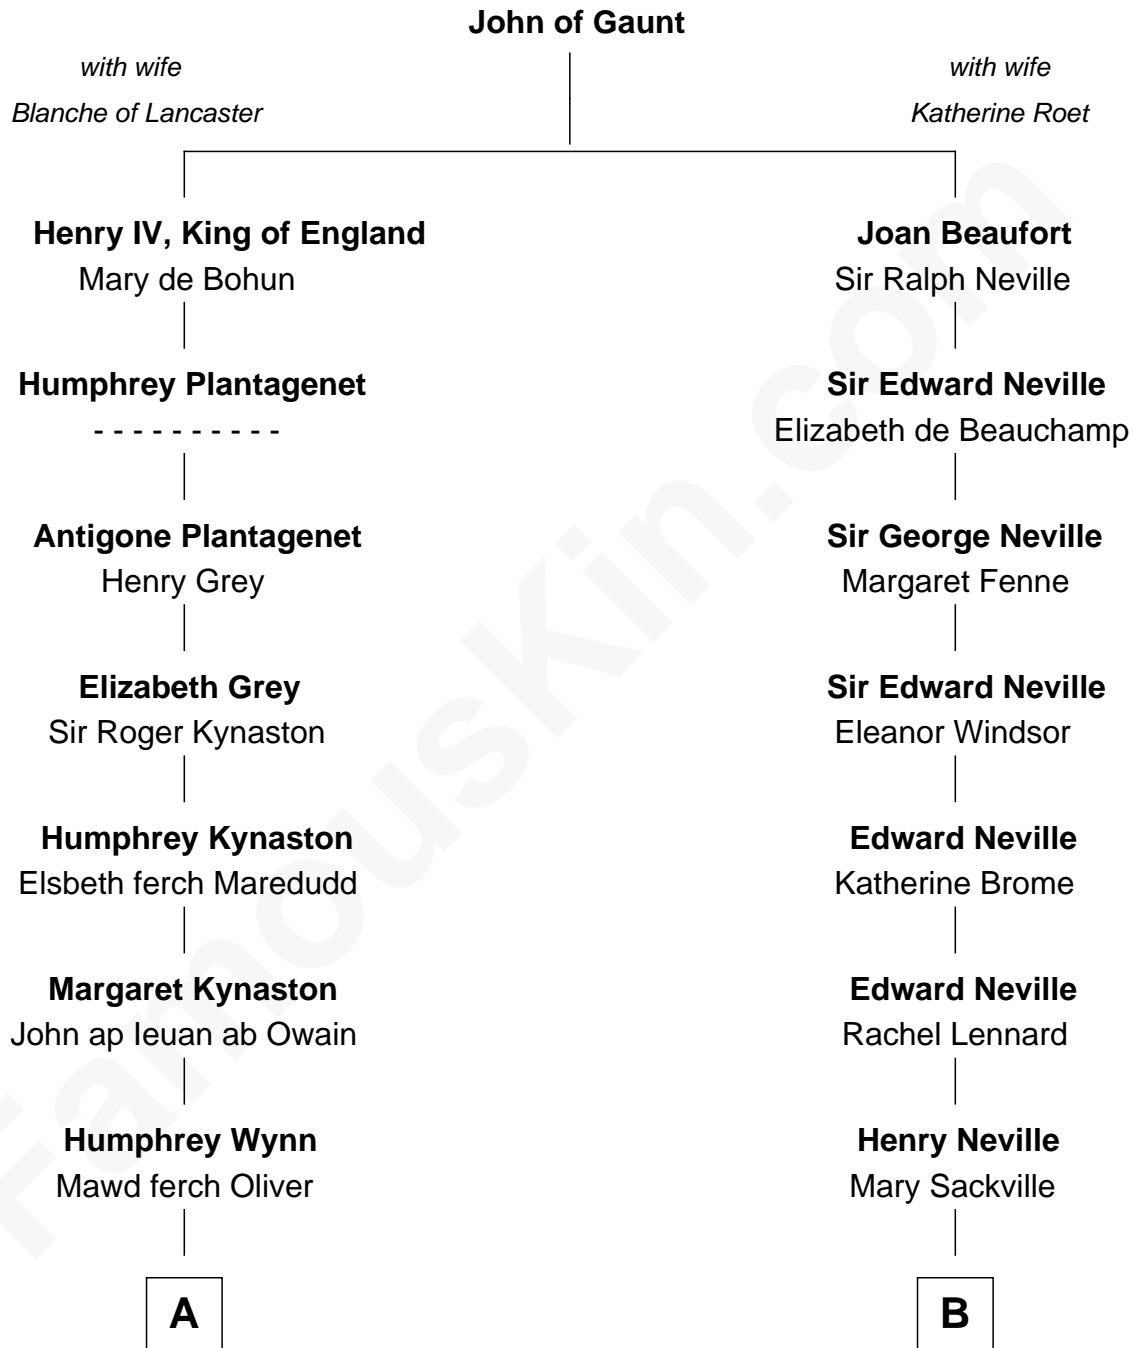 John of Gaunt
with wife
Blanche of Lancaster
with wife
Katherine Roet
Henry IV, King of England
Mary de Bohun
Joan Beaufort
Sir Ralph Neville
Humphrey Plantagenet
- - - - - - - - - -
Sir Edward Neville
Elizabeth de Beauchamp
Antigone Plantagenet
Henry Grey
Sir George Neville
Margaret Fenne
Elizabeth Grey
Sir Roger Kynaston
Sir Edward Neville
Eleanor Windsor
Humphrey Kynaston
Elsbeth ferch Maredudd
Edward Neville
Katherine Brome
Margaret Kynaston
John ap Ieuan ab Owain
Edward Neville
Rachel Lennard
Humphrey Wynn
Mawd ferch Oliver
Henry Neville
Mary Sackville
A
B
FamousKin.com